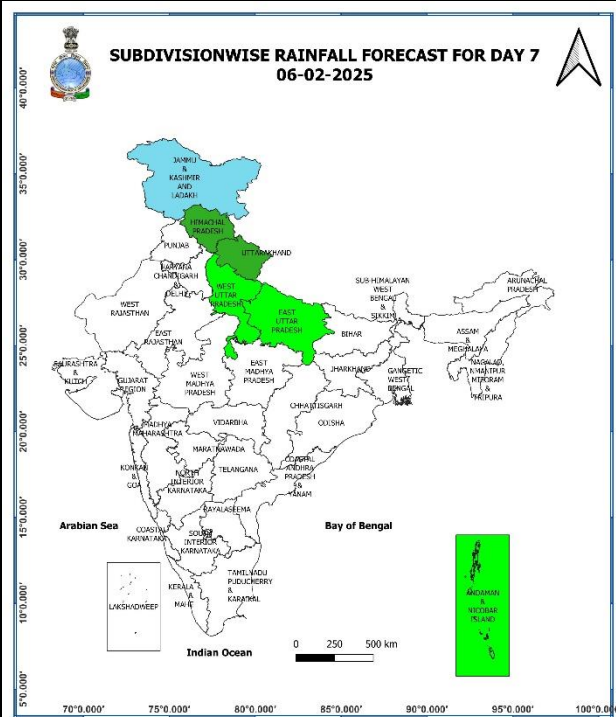 SUBDIVISIONWISE RAINFALL FORECAST FOR DAY 7
06-02-2025
40°0.000'
35°0.000'
30°0.000'
25°0.000'
20°0.000'
15°0.000'
10°0.000'
5°0.000'
JAMMU
&
KASHMIR
AND
LADAKH
HIMACHAL
PRADESH
PUNJAB
UTTARAKHAND
HARYANA
CHANDIGARH
&
DELHI
WEST
UTTAR
PRADESH
EAST
UTTAR
PRADESH
WEST
RAJASTHAN
EAST
RAJASTHAN
SUB-HIMALAYAN
WEST
BENGAL
&
SIKKIM
ARUNACHAL
PRADESH
ASSAM
&
MEGHALAYA
NAGALAD,
MANIPUR
MIZORAM
&
TRIPURA
BIHAR
SAURASHTRA
&
KUTCH
GUJARAT
REGION
WEST
MADHYA
PRADESH
EAST
MADHYA
PRADESH
JHARKHAND
GANGETIC
WEST
BENGAL
CHHATTISGARH
ODISHA
MADHYA
MAHARASHTRA
VIDARBHA
MARATHAWADA
TELANGANA
KONKAN
&
GOA
NORTH
INTERIOR
KARNATAKA
COASTAL
ANDHRA
PRADESH
&
YANAM
RAYALASEEMA
COASTAL
KARNATAKA
SOUTH
INTERIOR
KARNATAKA
TAMILNADU
PUDUCHERRY
&
KARAIKAL
KERALA
&
MAHE
LAKSHADWEEP
ANDAMAN
&
NICOBAR
ISLAND
Arabian Sea
Bay of Bengal
Indian Ocean
0 250 500 km
70°0.000' 75°0.000' 80°0.000' 85°0.000' 90°0.000' 95°0.000' 100°0.0